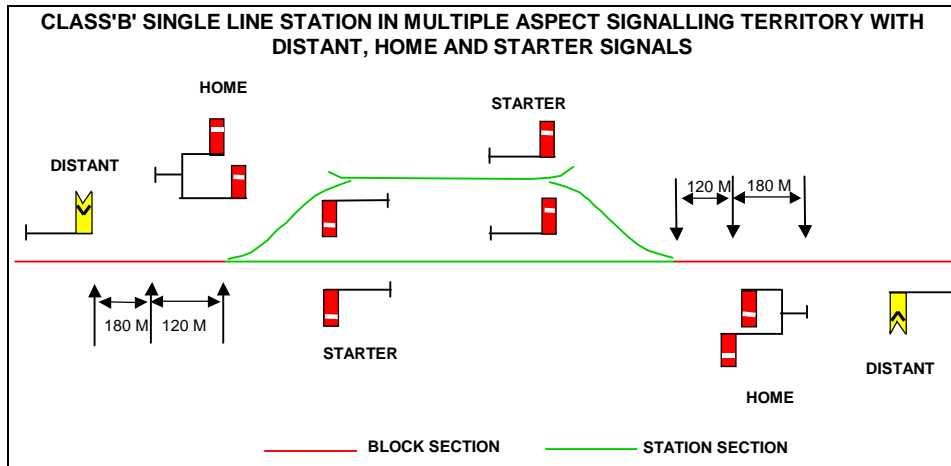 CLASS'B' SINGLE LINE STATION IN MULTIPLE ASPECT SIGNALLING TERRITORY WITH
DISTANT, HOME AND STARTER SIGNALS
HOME
STARTER
DISTANT
120 M
180 M
180 M
120 M
STARTER
DISTANT
HOME
BLOCK SECTION
STATION SECTION